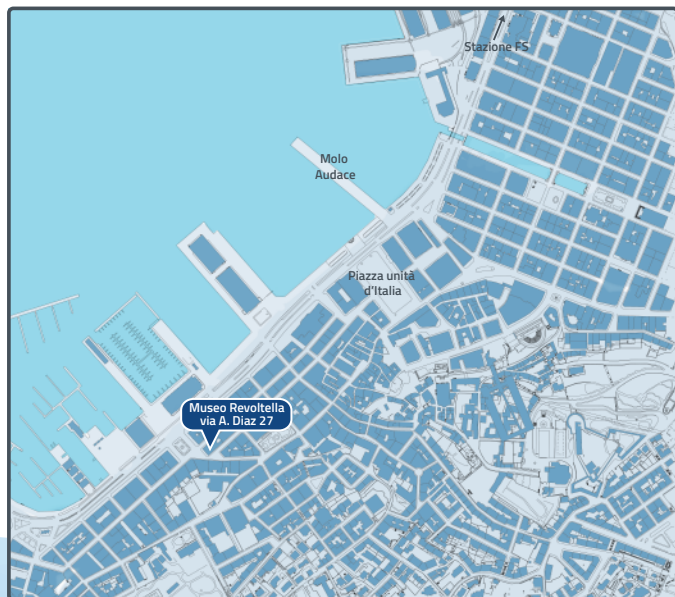 Stazione FS
Molo
Audace
Piazza unità
d'Italia
Museo Revoltella
via A. Diaz 27